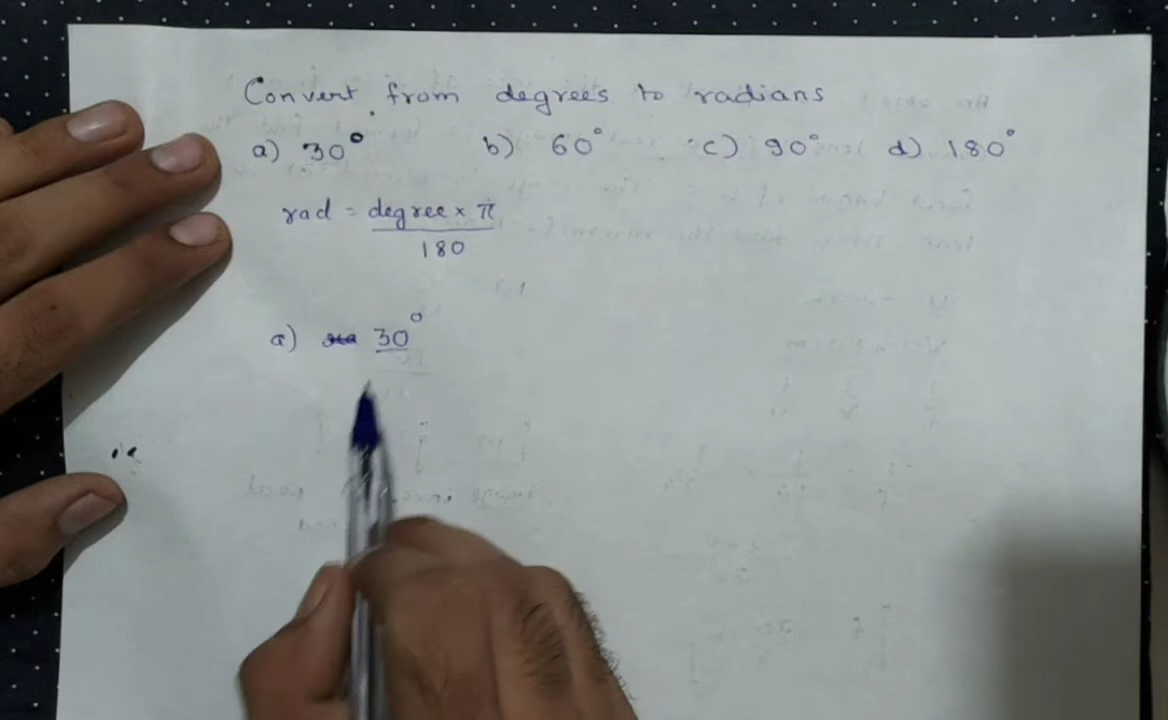 Convert from degrees to radians
a) 30° b) 60° c) 90° d) 180°
rad = degree × π
180
a) 30°